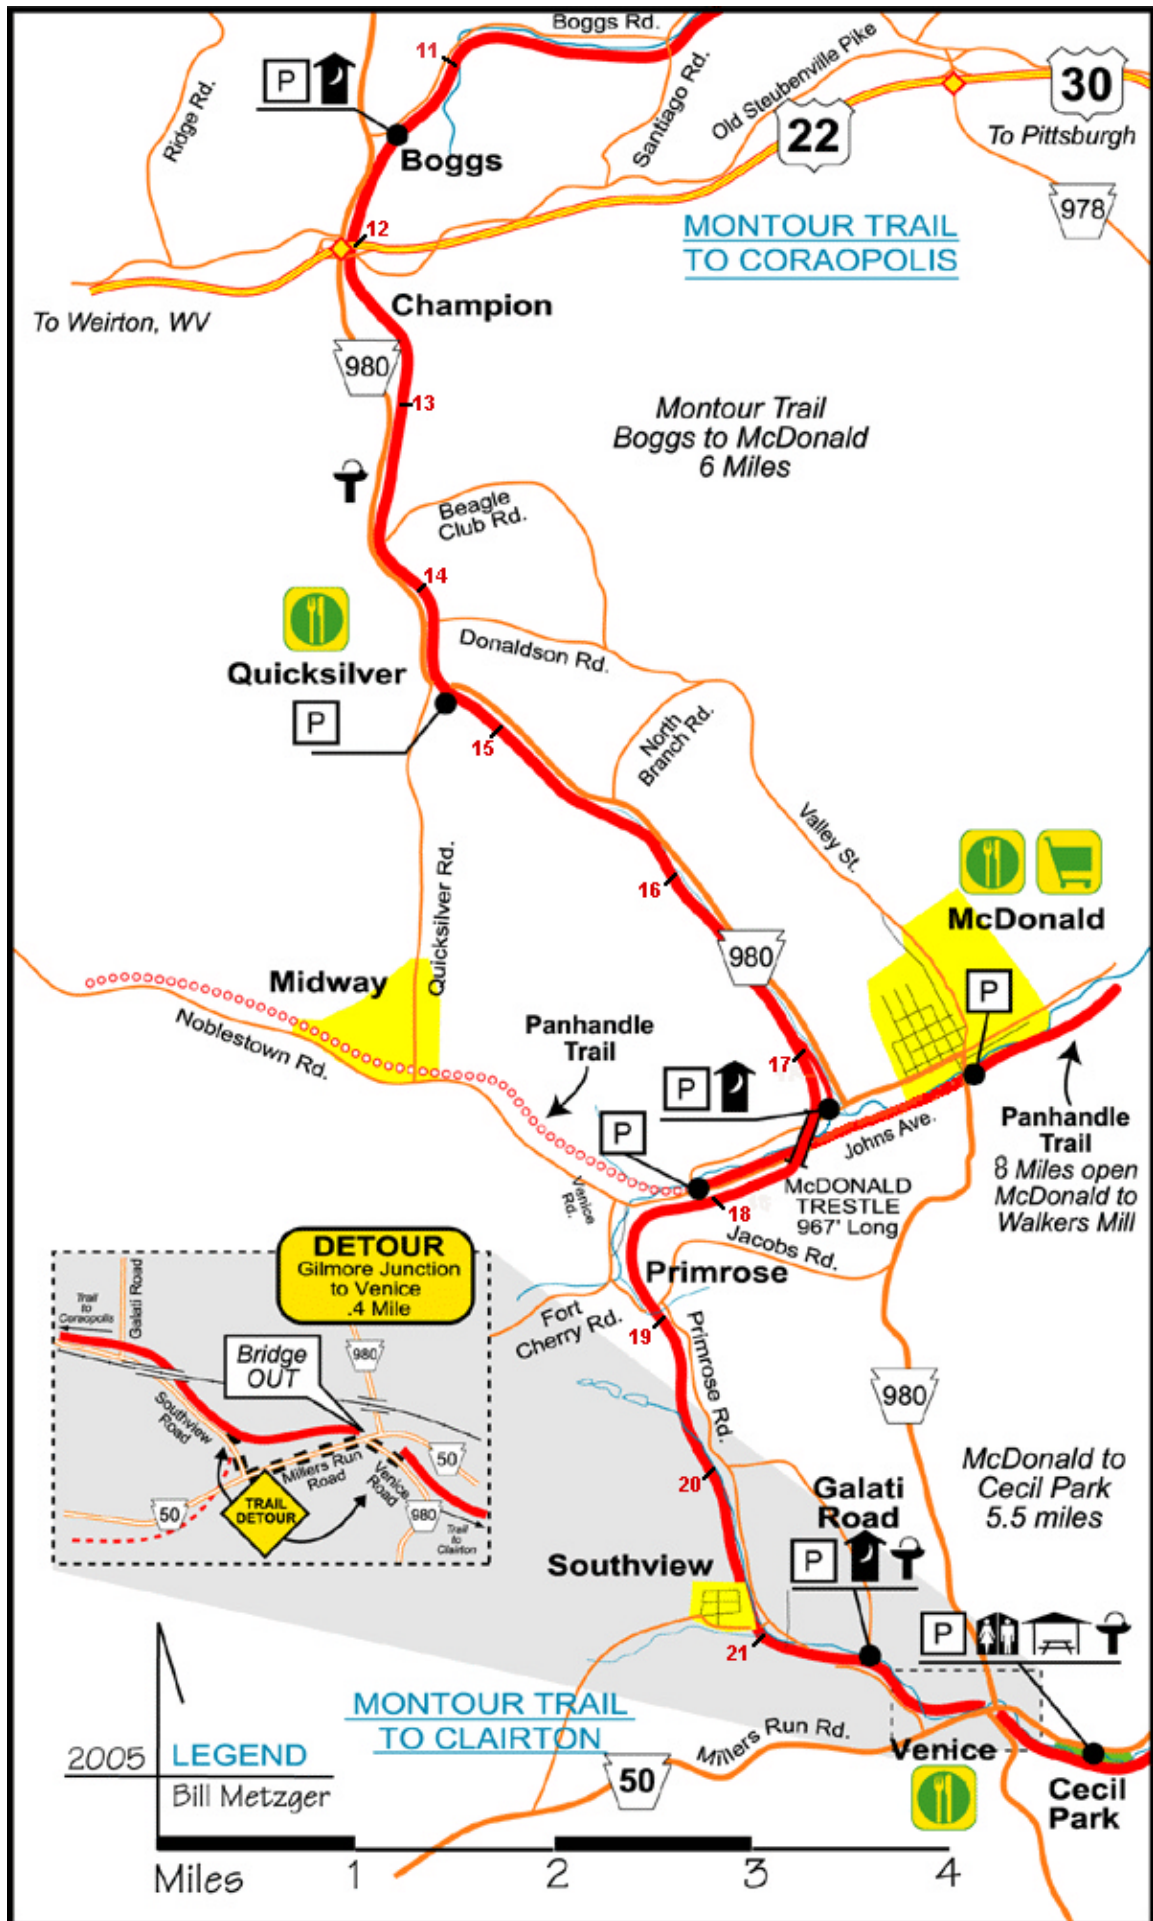 Boggs Rd.
11
P
Ridge Rd.
Santiago Rd.
Old Steubenville Pike
30
22
To Pittsburgh
Boggs
978
12
MONTOUR TRAIL
TO CORAOPOLIS
Champion
To Weirton, WV
980
13
Montour Trail
Boggs to McDonald
6 Miles
Beagle
Club Rd.
14
Donaldson Rd.
Quicksilver
P
15
North
Branch Rd.
Valley St.
16
Quicksilver Rd.
McDonald
980
Midway
P
Noblestown Rd.
Panhandle
Trail
17
P
P
Johns Ave.
Panhandle
Trail
8 Miles open
McDonald to
Walkers Mill
McDONALD
TRESTLE
967' Long
Venice
Rd.
18
Jacobs Rd.
Primrose
Fort
Cherry Rd.
19
Primrose Rd.
DETOUR
Gilmore Junction
to Venice
.4 Mile
Trail
to
Coraopolis
Galati Road
Bridge
OUT
980
Southview
Road
Millers Run
Road
Venice
Road
50
50
TRAIL
DETOUR
980
Trail
to
Clairton
980
McDonald to
Cecil Park
5.5 miles
20
Galati
Road
Southview
P
P
21
MONTOUR TRAIL
TO CLAIRTON
Millers Run Rd.
Venice
50
Cecil
Park
2005
LEGEND
Bill Metzger
Miles
1
2
3
4